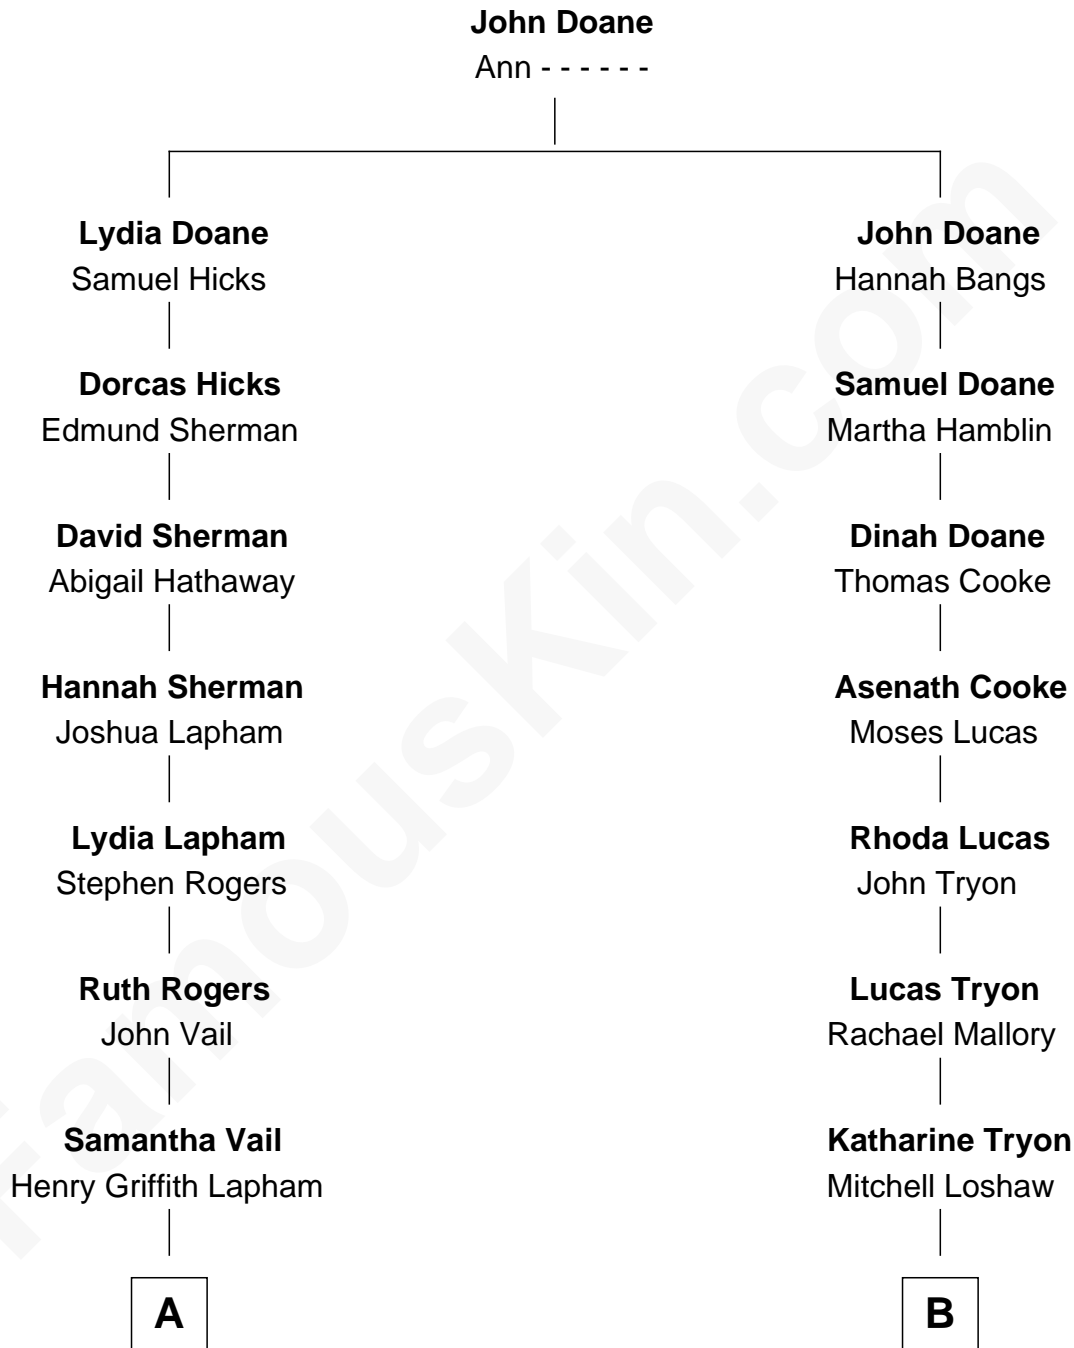 John Doane
Ann - - - - - -
Lydia Doane
Samuel Hicks
John Doane
Hannah Bangs
Dorcas Hicks
Edmund Sherman
Samuel Doane
Martha Hamblin
David Sherman
Abigail Hathaway
Dinah Doane
Thomas Cooke
Hannah Sherman
Joshua Lapham
Asenath Cooke
Moses Lucas
Lydia Lapham
Stephen Rogers
Rhoda Lucas
John Tryon
Ruth Rogers
John Vail
Lucas Tryon
Rachael Mallory
Samantha Vail
Henry Griffith Lapham
Katharine Tryon
Mitchell Loshaw
A
B
FamousKin.com